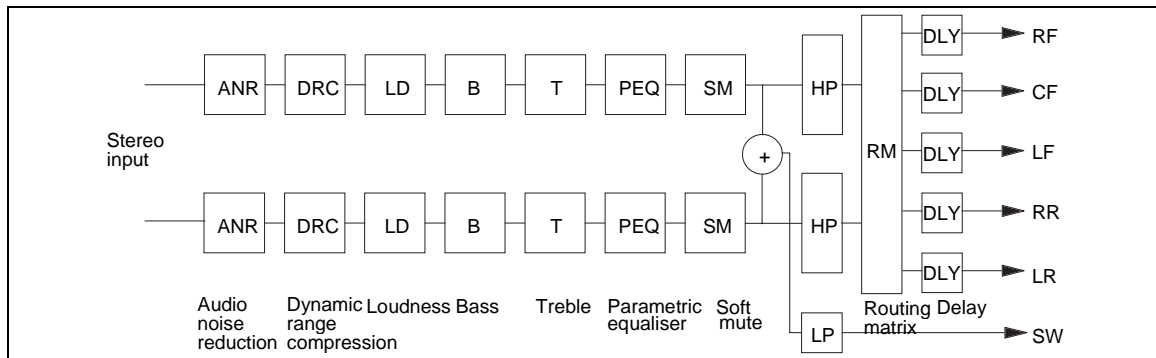 DLY RF
ANR DRC LD B T PEQ SM HP DLY CF
Stereo
input
+ RM DLY LF
ANR DRC LD B T PEQ SM HP DLY RR
DLY LR
Audio
noise
reduction
Dynamic
range
compression
Loudness
Bass
Treble
Parametric
equaliser
Soft
mute
Routing
matrix
Delay
LP SW